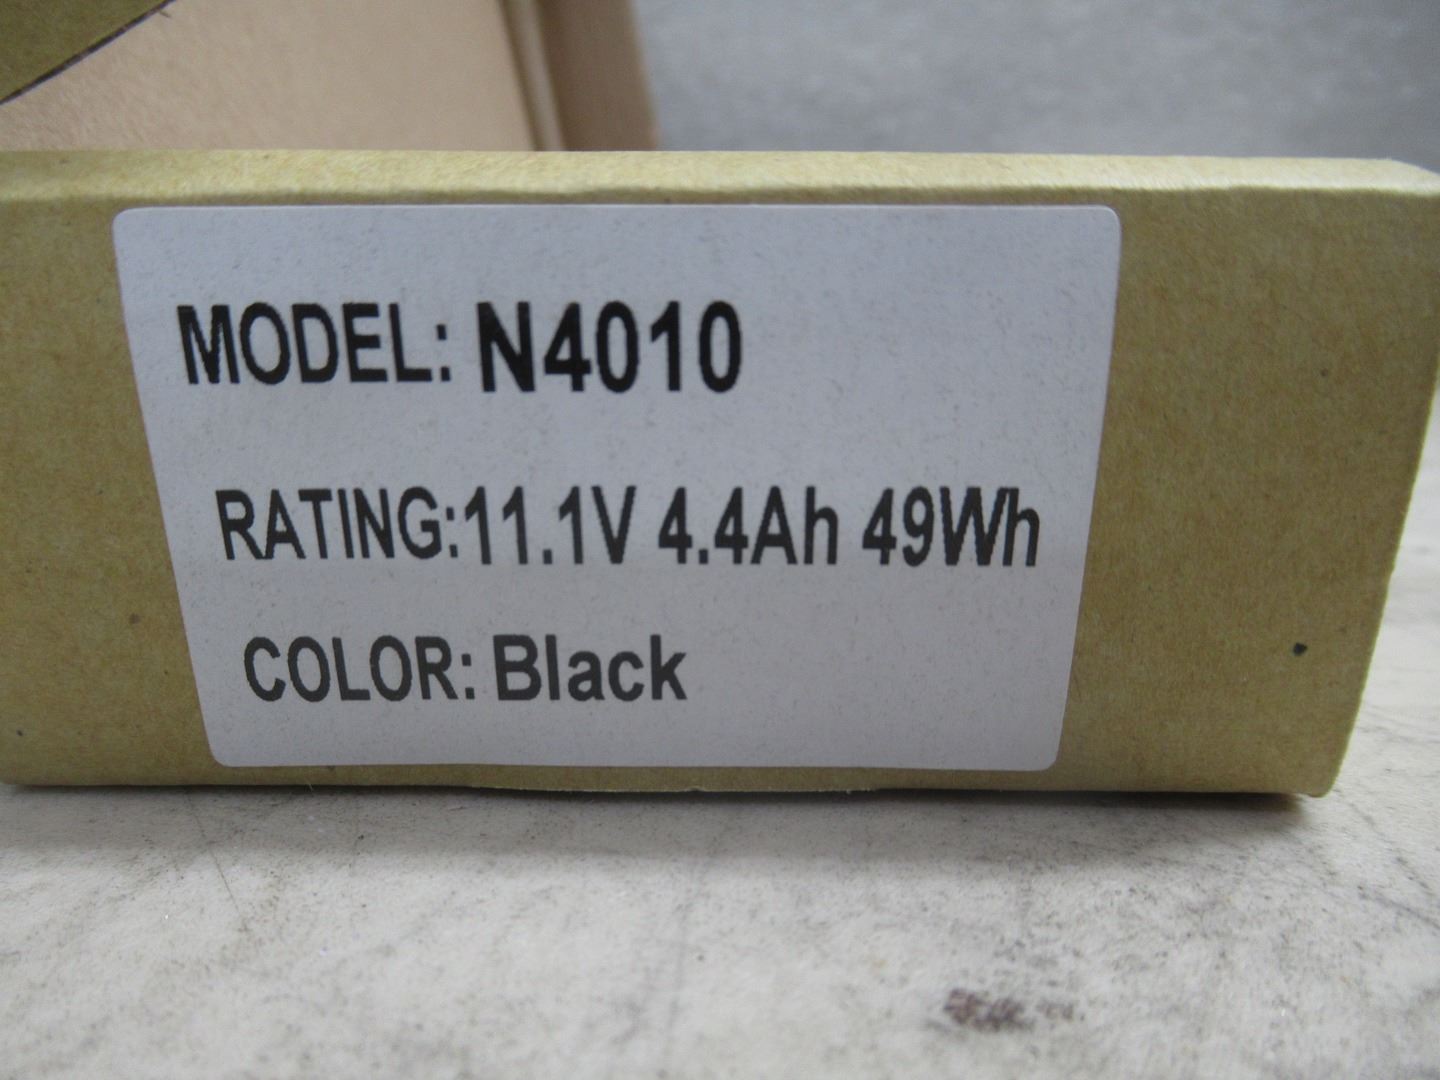 MODEL: N4010
RATING:11.1V 4.4Ah 49Wh
COLOR: Black